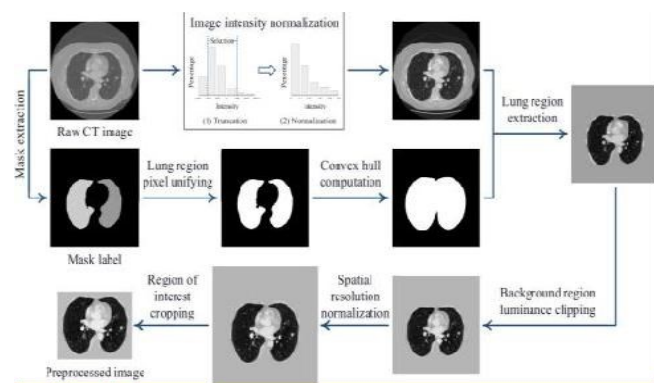 Image intensity normalization
Selection
Percentage
Percentage
Intensity
Intensity
(1) Truncation
(2) Normalization
Raw CT image
Mask extraction
Lung region
extraction
Lung region
pixel unifying
Convex hull
computation
Mask label
Region of
interest
cropping
Spatial
resolution
normalization
Background region
luminance clipping
Preprocessed image